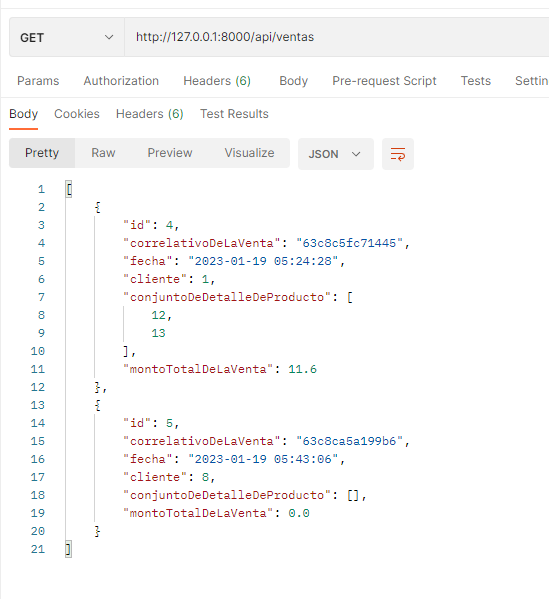 GET http://127.0.0.1:8000/api/ventas
Params Authorization Headers (6) Body Pre-request Script Tests Settin
Body Cookies Headers (6) Test Results
Pretty Raw Preview Visualize JSON
1 [
2 {
3 "id": 4,
4 "correlativoDeLaVenta": "63c8c5fc71445",
5 "fecha": "2023-01-19 05:24:28",
6 "cliente": 1,
7 "conjuntoDeDetalleDeProducto": [
8 12,
9 13
10 ],
11 "montoTotalDeLaVenta": 11.6
12 },
13 {
14 "id": 5,
15 "correlativoDeLaVenta": "63c8ca5a199b6",
16 "fecha": "2023-01-19 05:43:06",
17 "cliente": 8,
18 "conjuntoDeDetalleDeProducto": [],
19 "montoTotalDeLaVenta": 0.0
20 }
21 ]